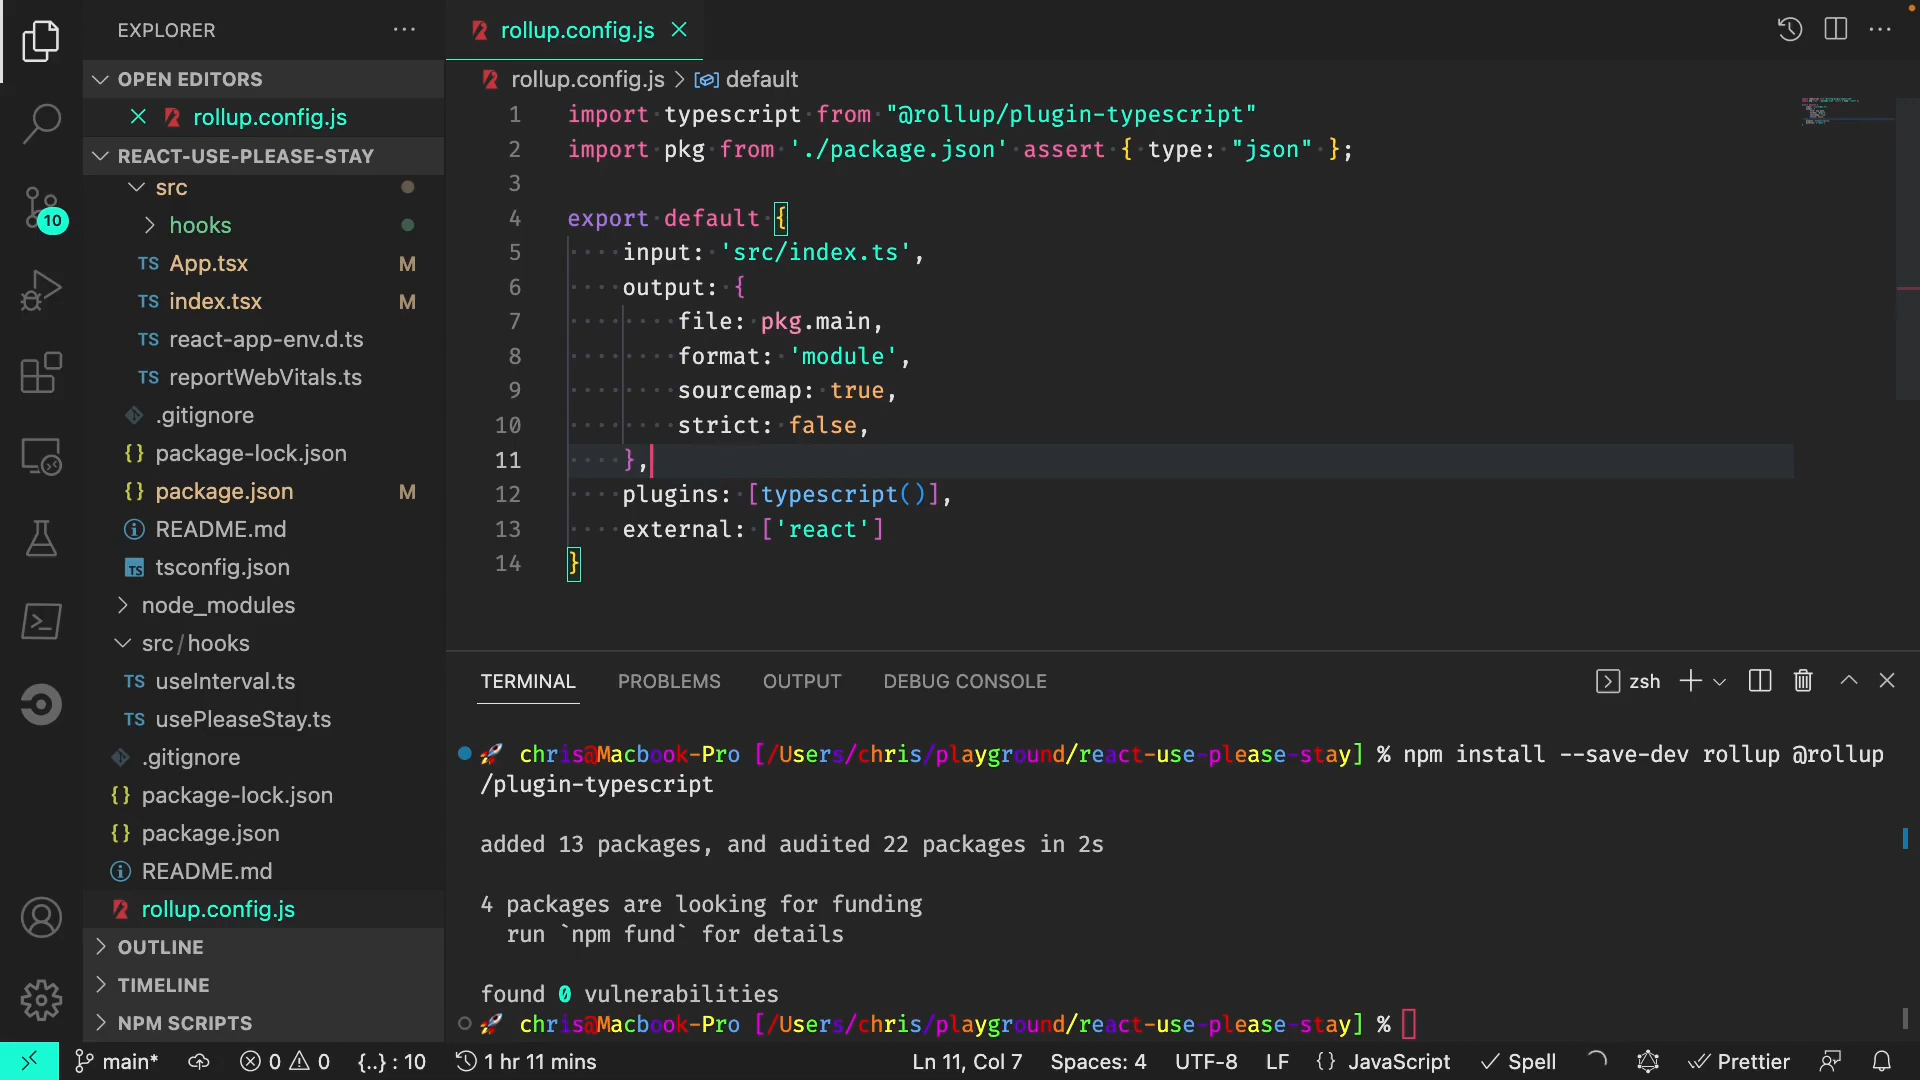 EXPLORER
OPEN EDITORS
rollup.config.js
REACT-USE-PLEASE-STAY
src
hooks
TS App.tsx M
TS index.tsx M
TS react-app-env.d.ts
TS reportWebVitals.ts
.gitignore
{} package-lock.json
{} package.json M
README.md
TS tsconfig.json
node_modules
src/hooks
TS useInterval.ts
TS usePleaseStay.ts
.gitignore
{} package-lock.json
{} package.json
README.md
rollup.config.js
OUTLINE
TIMELINE
NPM SCRIPTS
10
rollup.config.js
rollup.config.js > default
1 import typescript from "@rollup/plugin-typescript"
2 import pkg from './package.json' assert { type: "json" };
3
4 export default {
5 input: 'src/index.ts',
6 output: {
7 file: pkg.main,
8 format: 'module',
9 sourcemap: true,
10 strict: false,
11 },
12 plugins: [typescript()],
13 external: ['react']
14 }
TERMINAL PROBLEMS OUTPUT DEBUG CONSOLE zsh
chris@Macbook-Pro [/Users/chris/playground/react-use-please-stay] % npm install --save-dev rollup @rollup
/plugin-typescript
added 13 packages, and audited 22 packages in 2s
4 packages are looking for funding
run `npm fund` for details
found 0 vulnerabilities
chris@Macbook-Pro [/Users/chris/playground/react-use-please-stay] %
main* 0 0 {..} : 10 1 hr 11 mins Ln 11, Col 7 Spaces: 4 UTF-8 LF {} JavaScript Spell Prettier